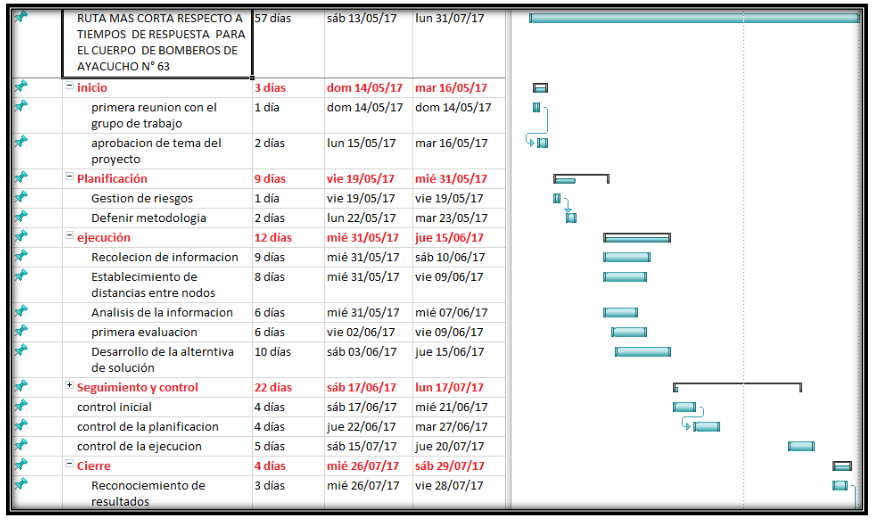 RUTA MAS CORTA RESPECTO A TIEMPOS DE RESPUESTA PARA EL CUERPO DE BOMBEROS DE AYACUCHO N° 63 57 días sáb 13/05/17 lun 31/07/17
inicio 3 días dom 14/05/17 mar 16/05/17
primera reunion con el grupo de trabajo 1 día dom 14/05/17 dom 14/05/17
aprobacion de tema del proyecto 2 días lun 15/05/17 mar 16/05/17
Planificación 9 días vie 19/05/17 mié 31/05/17
Gestion de riesgos 1 día vie 19/05/17 vie 19/05/17
Defenir metodologia 2 días lun 22/05/17 mar 23/05/17
ejecución 12 días mié 31/05/17 jue 15/06/17
Recolecion de informacion 9 días mié 31/05/17 sáb 10/06/17
Establecimiento de distancias entre nodos 8 días mié 31/05/17 vie 09/06/17
Analisis de la informacion 6 días mié 31/05/17 mié 07/06/17
primera evaluacion 6 días vie 02/06/17 vie 09/06/17
Desarrollo de la alterntiva de solución 10 días sáb 03/06/17 jue 15/06/17
Seguimiento y control 22 días sáb 17/06/17 lun 17/07/17
control inicial 4 días sáb 17/06/17 mié 21/06/17
control de la planificacion 4 días jue 22/06/17 mar 27/06/17
control de la ejecucion 5 días sáb 15/07/17 jue 20/07/17
Cierre 4 días mié 26/07/17 sáb 29/07/17
Reconociemiento de resultados 3 días mié 26/07/17 vie 28/07/17